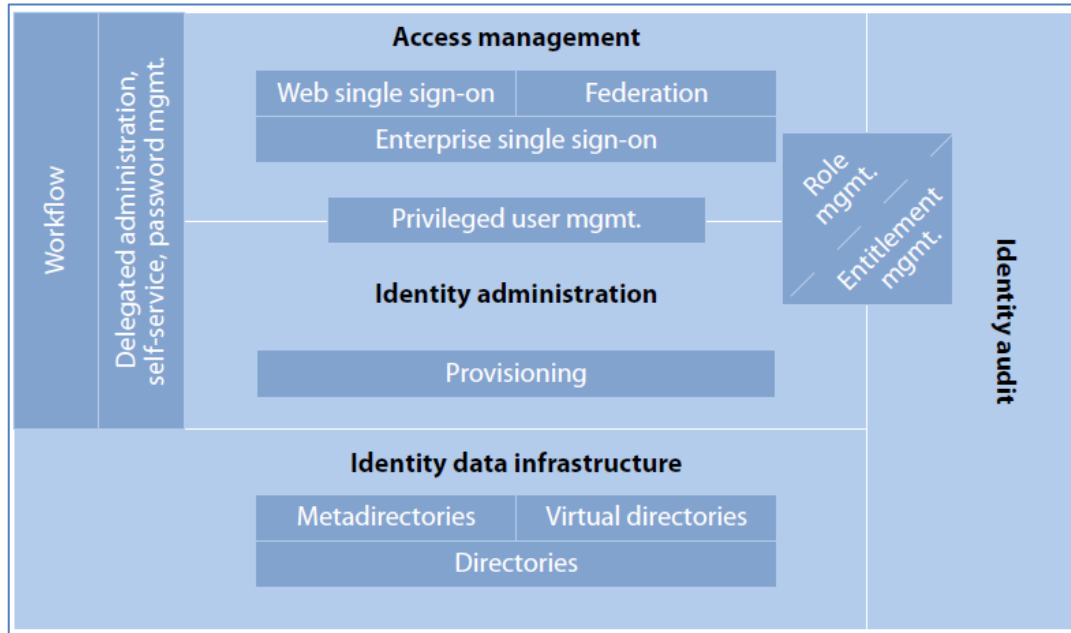 Workflow
Delegated administration,
self-service, password mgmt.
Access management
Web single sign-on
Federation
Enterprise single sign-on
Privileged user mgmt.
Role
mgmt.
Entitlement
mgmt.
Identity administration
Provisioning
Identity data infrastructure
Metadirectories
Virtual directories
Directories
Identity audit